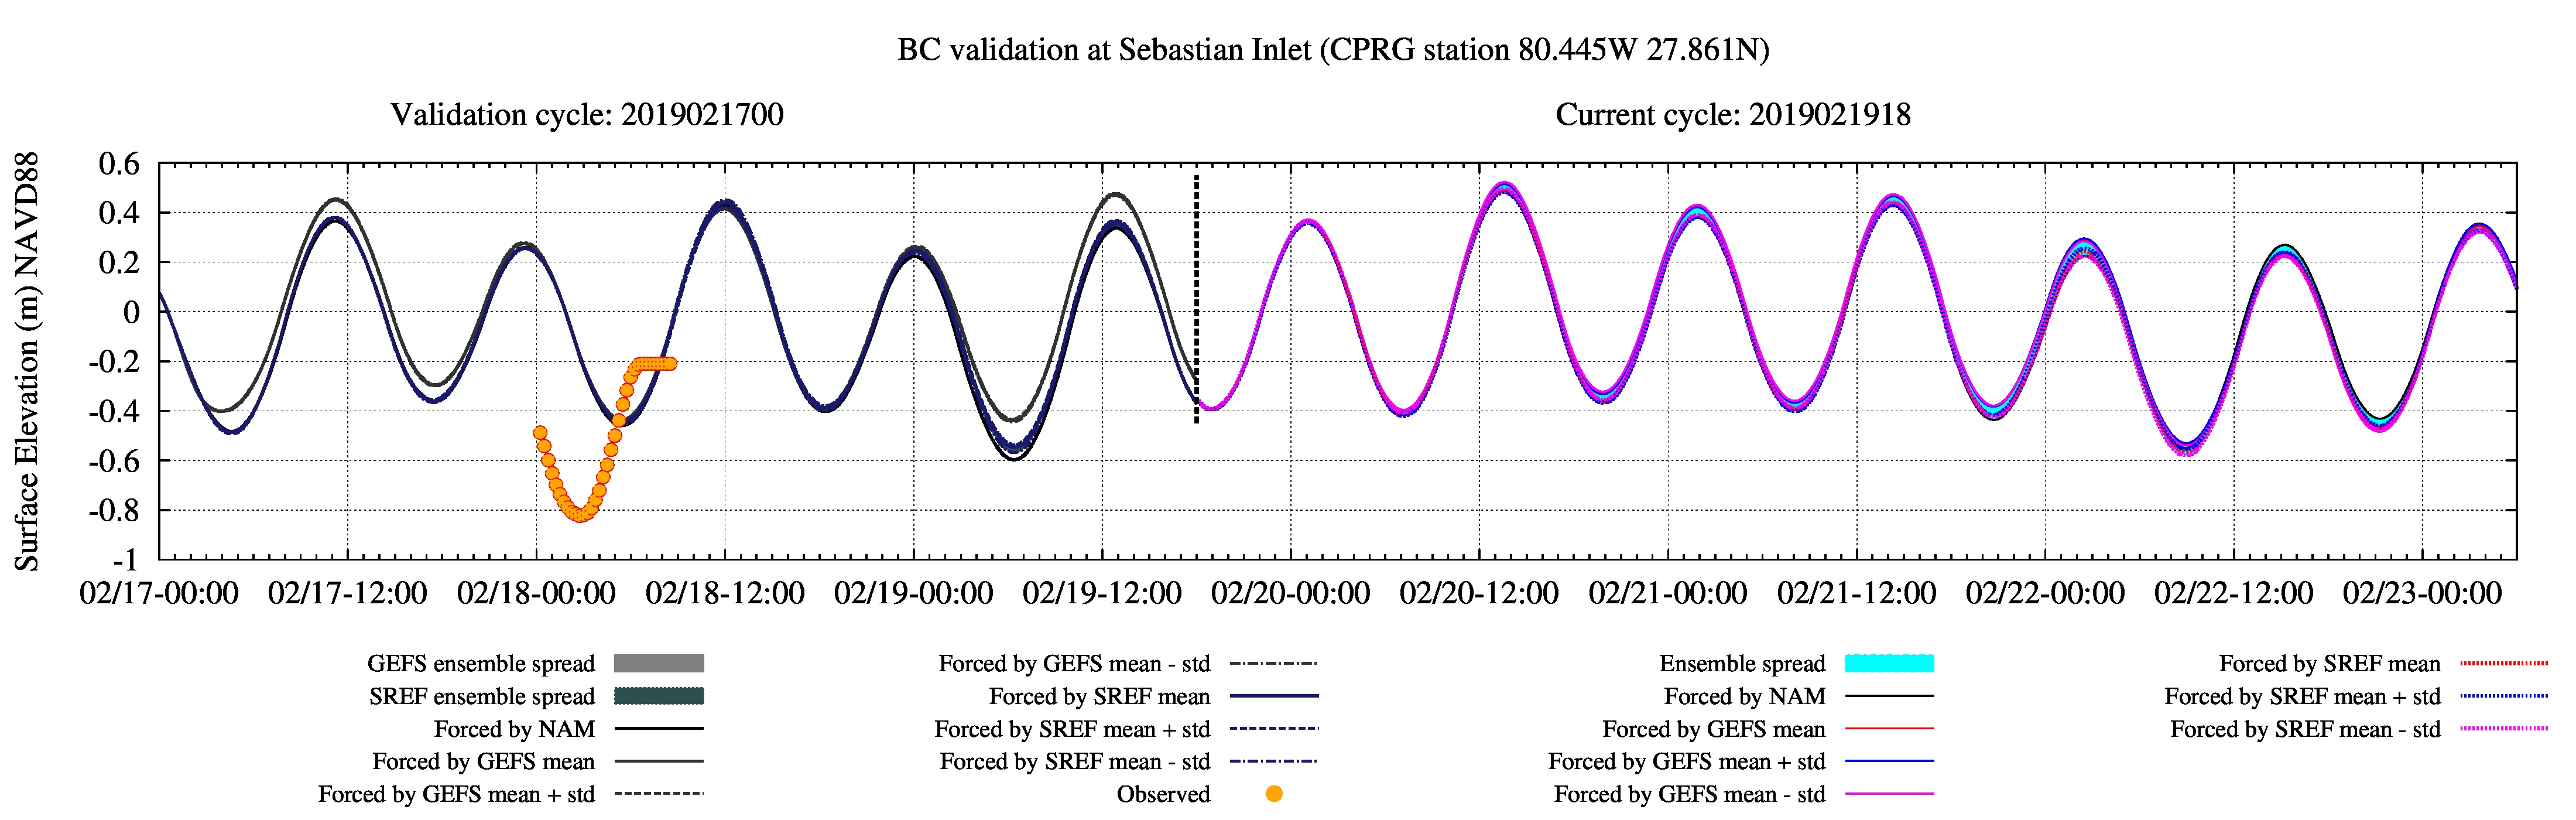 BC validation at Sebastian Inlet (CPRG station 80.445W 27.861N)
Validation cycle: 2019021700
Current cycle: 2019021918
Surface Elevation (m) NAVD88
0.6
0.4
0.2
0
-0.2
-0.4
-0.6
-0.8
-1
02/17-00:00 02/17-12:00 02/18-00:00 02/18-12:00 02/19-00:00 02/19-12:00 02/20-00:00 02/20-12:00 02/21-00:00 02/21-12:00 02/22-00:00 02/22-12:00 02/23-00:00
GEFS ensemble spread
SREF ensemble spread
Forced by NAM
Forced by GEFS mean
Forced by GEFS mean + std
Forced by GEFS mean - std
Forced by SREF mean
Forced by SREF mean + std
Forced by SREF mean - std
Observed
Ensemble spread
Forced by NAM
Forced by GEFS mean
Forced by GEFS mean + std
Forced by GEFS mean - std
Forced by SREF mean
Forced by SREF mean + std
Forced by SREF mean - std